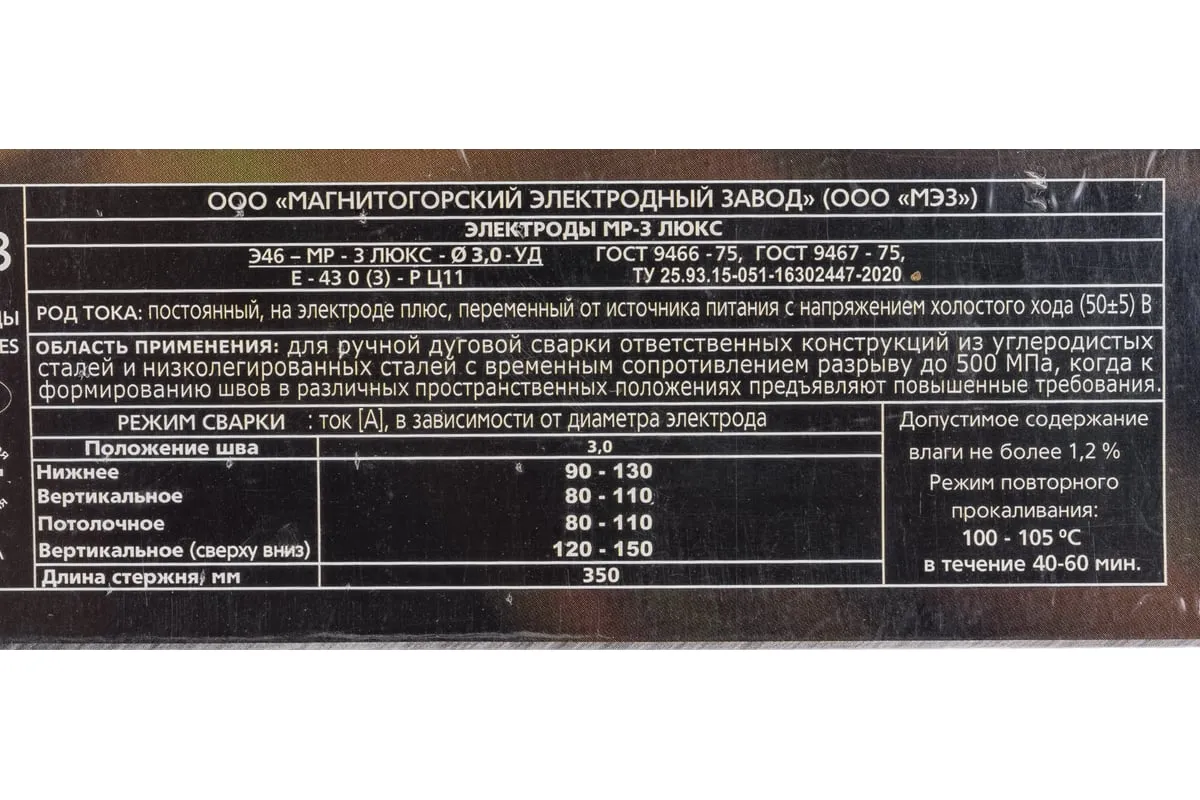 ООО «МАГНИТОГОРСКИЙ ЭЛЕКТРОДНЫЙ ЗАВОД» (ООО «МЭЗ»)
ЭЛЕКТРОДЫ МР-3 ЛЮКС
Э46 – МР - 3 ЛЮКС - Ø 3,0 - УД
Е - 43 0 (3) - Р Ц11
ГОСТ 9466 - 75, ГОСТ 9467 - 75,
ТУ 25.93.15-051-16302447-2020
РОД ТОКА: постоянный, на электроде плюс, переменный от источника питания с напряжением холостого хода (50±5) В
ОБЛАСТЬ ПРИМЕНЕНИЯ: для ручной дуговой сварки ответственных конструкций из углеродистых
сталей и низколегированных сталей с временным сопротивлением разрыву до 500 МПа, когда к
формированию швов в различных пространственных положениях предъявляют повышенные требования.
РЕЖИМ СВАРКИ : ток [А], в зависимости от диаметра электрода
Положение шва 3,0
Нижнее 90 - 130
Вертикальное 80 - 110
Потолочное 80 - 110
Вертикальное (сверху вниз) 120 - 150
Длина стержня, мм 350
Допустимое содержание
влаги не более 1,2 %
Режим повторного
прокаливания:
100 - 105 ºС
в течение 40-60 мин.